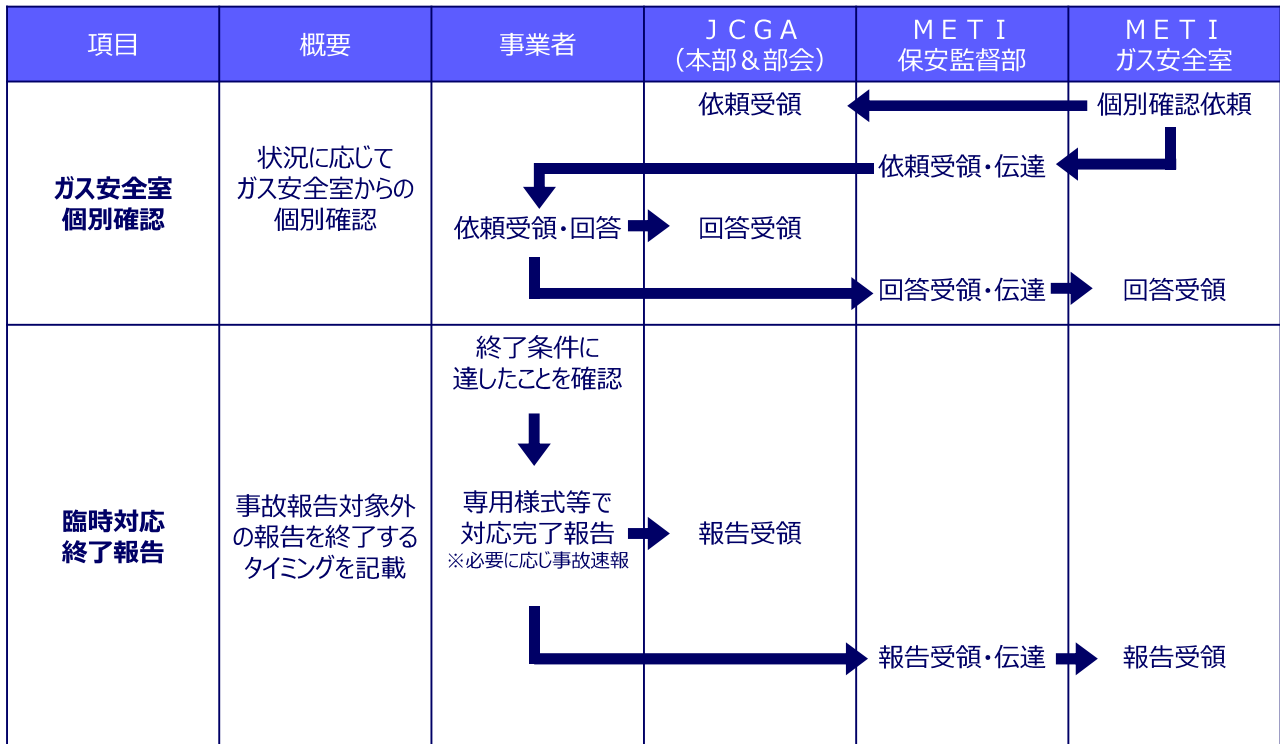 項目
概要
事業者
ＪＣＧＡ
（本部＆部会）
ＭＥＴＩ
保安監督部
ＭＥＴＩ
ガス安全室
ガス安全室
個別確認
状況に応じて
ガス安全室からの
個別確認
依頼受領
個別確認依頼
依頼受領・伝達
依頼受領・回答
回答受領
回答受領・伝達
回答受領
臨時対応
終了報告
事故報告対象外
の報告を終了する
タイミングを記載
終了条件に
達したことを確認
専用様式等で
対応完了報告
※必要に応じ事故速報
報告受領
報告受領・伝達
報告受領